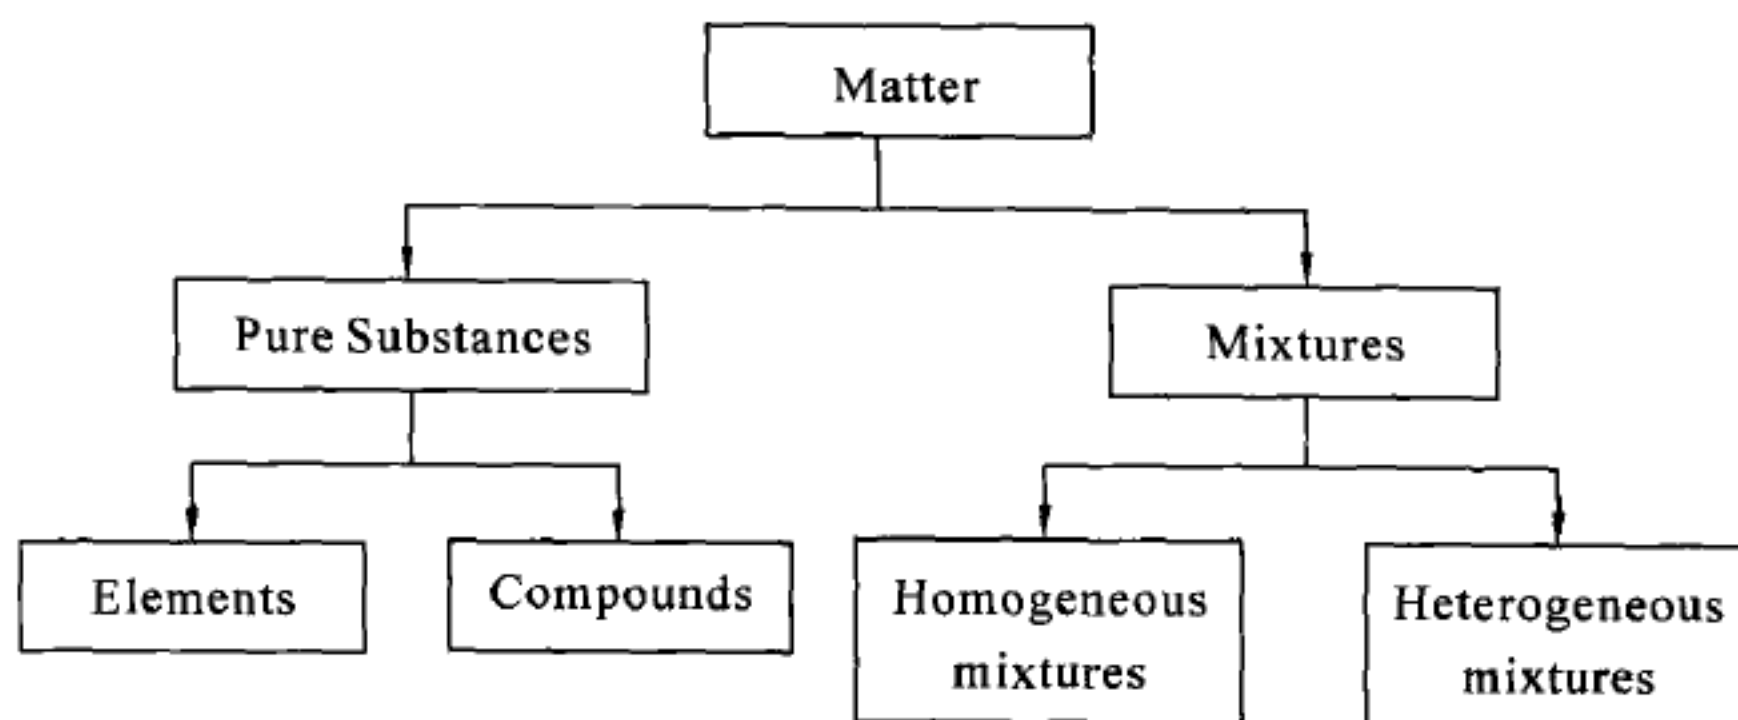 Matter
Pure Substances
Mixtures
Elements
Compounds
Homogeneous
mixtures
Heterogeneous
mixtures